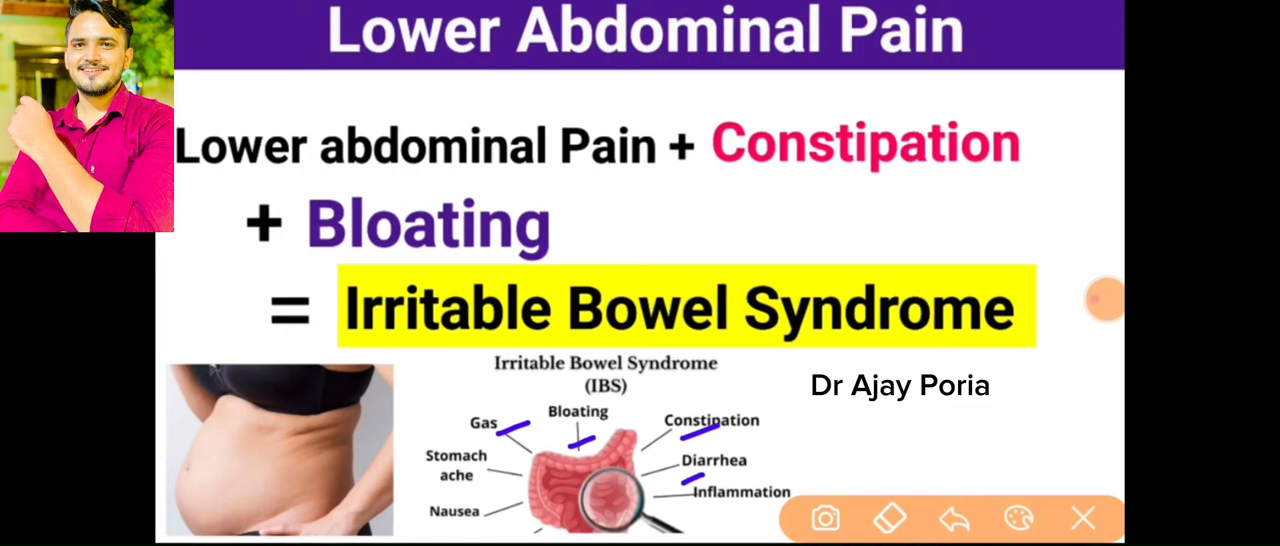 Lower Abdominal Pain
Lower abdominal Pain + Constipation
+ Bloating
= Irritable Bowel Syndrome
Irritable Bowel Syndrome
(IBS)
Dr Ajay Poria
Bloating
Gas
Constipation
Stomach
ache
Diarrhea
Inflammation
Nausea